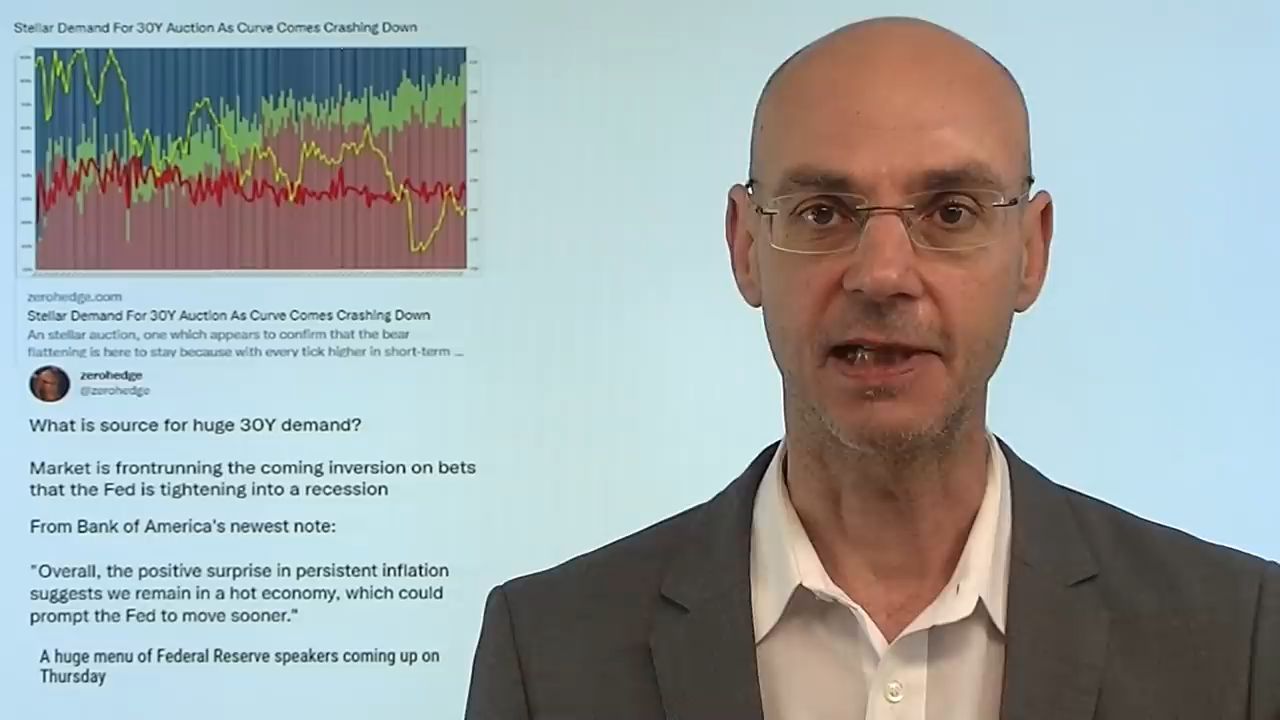 Stellar Demand For 30Y Auction As Curve Comes Crashing Down
zerohedge.com
Stellar Demand For 30Y Auction As Curve Comes Crashing Down
An stellar auction, one which appears to confirm that the bear
flattening is here to stay because with every tick higher in short-term ...
zerohedge
@zerohedge
What is source for huge 30Y demand?
Market is frontrunning the coming inversion on bets
that the Fed is tightening into a recession
From Bank of America's newest note:
"Overall, the positive surprise in persistent inflation
suggests we remain in a hot economy, which could
prompt the Fed to move sooner."
A huge menu of Federal Reserve speakers coming up on
Thursday